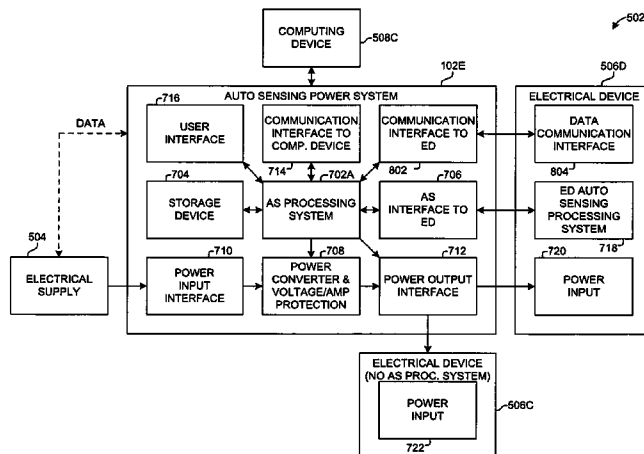 502
COMPUTING
DEVICE
508C
102E
506D
AUTO SENSING POWER SYSTEM
ELECTRICAL DEVICE
DATA
716
USER
INTERFACE
COMMUNICATION
INTERFACE TO
COMP. DEVICE
COMMUNICATION
INTERFACE TO
ED
DATA
COMMUNICATION
INTERFACE
714
702A
802
706
804
704
STORAGE
DEVICE
AS
PROCESSING
SYSTEM
AS
INTERFACE TO
ED
ED AUTO
SENSING
PROCESSING
SYSTEM
718
504
710
708
712
720
ELECTRICAL
SUPPLY
POWER
INPUT
INTERFACE
POWER
CONVERTER &
VOLTAGE/AMP
PROTECTION
POWER OUTPUT
INTERFACE
POWER
INPUT
ELECTRICAL DEVICE
(NO AS PROC. SYSTEM)
506C
POWER
INPUT
722